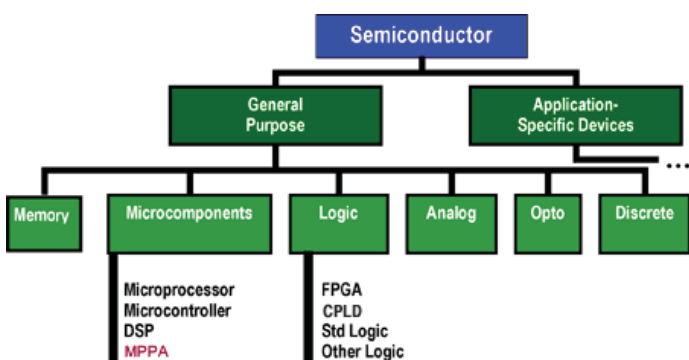 Semiconductor
General
Purpose
Application-
Specific Devices
...
Memory
Microcomponents
Logic
Analog
Opto
Discrete
Microprocessor
Microcontroller
DSP
MPPA
FPGA
CPLD
Std Logic
Other Logic